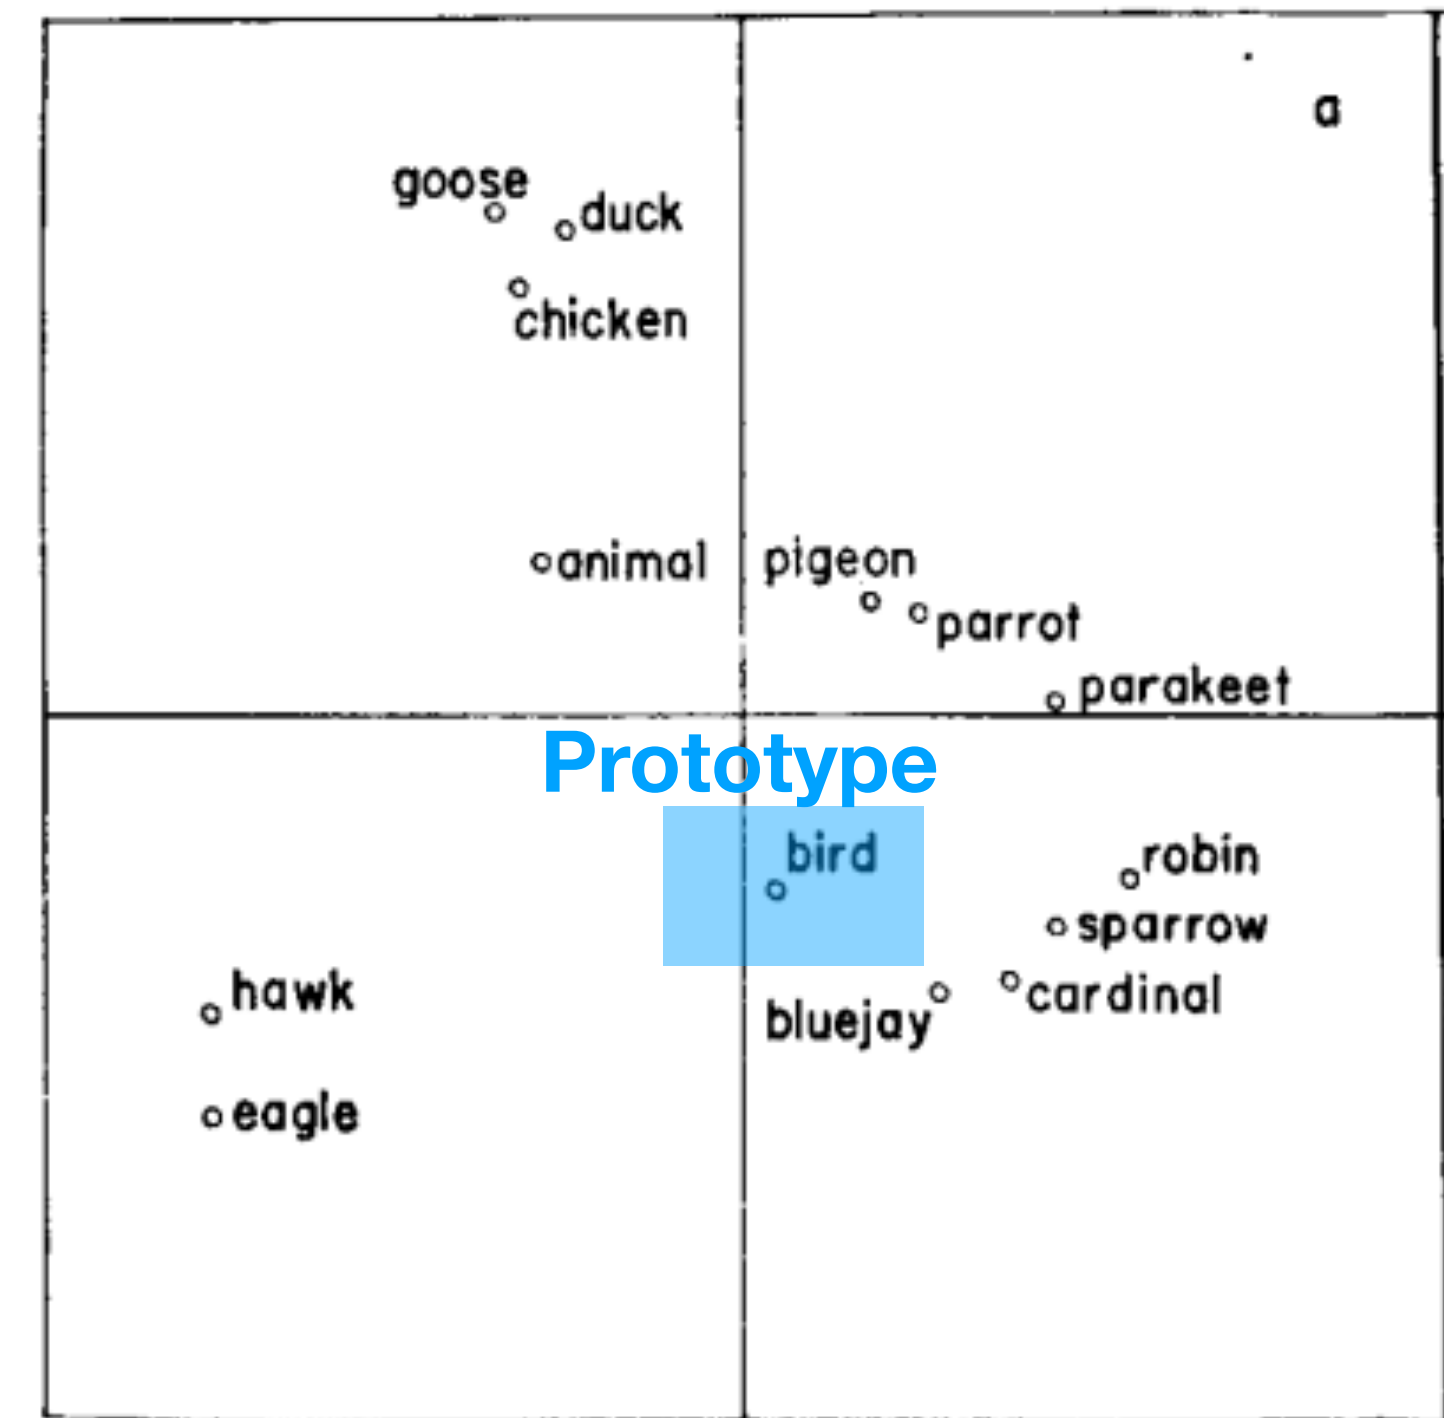 a
goose
duck
chicken
animal
pigeon
parrot
parakeet
Prototype
bird
robin
sparrow
hawk
cardinal
bluejay
eagle